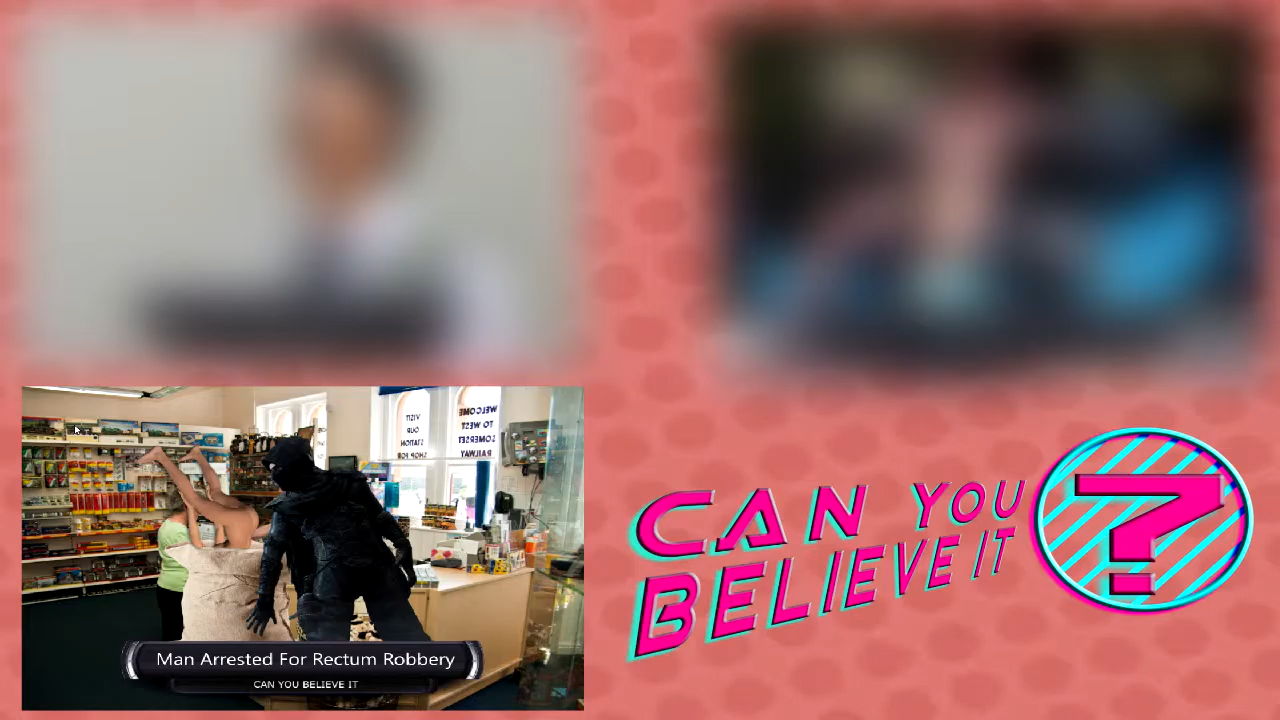 VISIT
OUR
STATION
SHOP FOR
WELCOME
TO WEST
SOMERSET
RAILWAY
Man Arrested For Rectum Robbery
CAN YOU BELIEVE IT
CAN YOU
BELIEVE IT
?